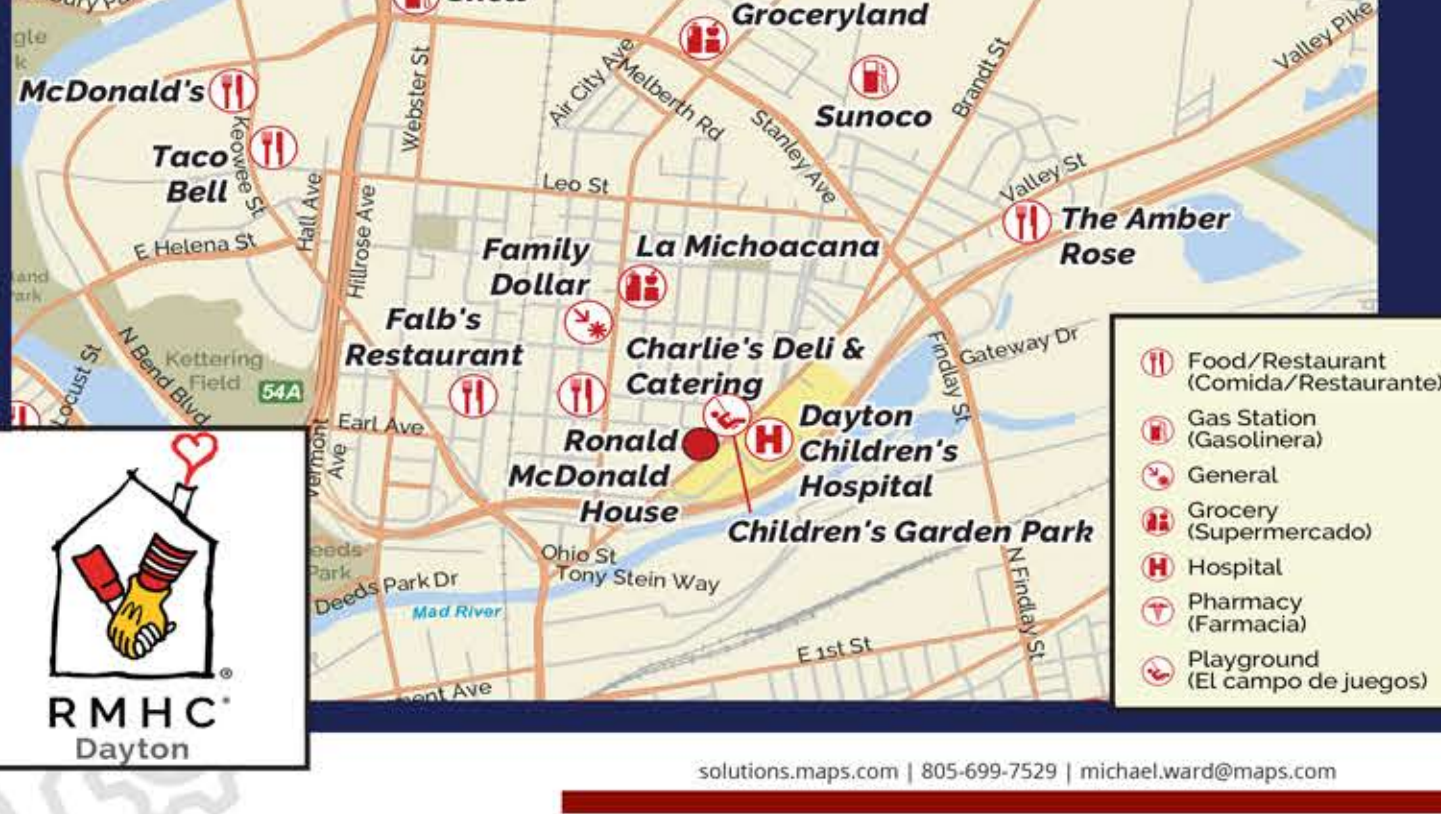 Groceryland
Valley Pike
McDonald's
Webster St
Air City Ave
Melberth Rd
Sunoco
Brandt St
Stanley Ave
Keowee St
Taco
Bell
Leo St
Valley St
Hall Ave
Hillrose Ave
The Amber
Rose
E Helena St
Family
Dollar
La Michoacana
Falb's
Restaurant
Charlie's Deli &
Catering
N Bend Blvd
Locust St
Kettering
Field
54A
Findlay St
Gateway Dr
Earl Ave
Vermont
Ave
Ronald
McDonald
House
H
Dayton
Children's
Hospital
Children's Garden Park
Ohio St
Tony Stein Way
Park
Deeds Park Dr
Mad River
N Findlay St
E 1st St
Food/Restaurant
(Comida/Restaurante)
Gas Station
(Gasolinera)
General
Grocery
(Supermercado)
H Hospital
Pharmacy
(Farmacia)
Playground
(El campo de juegos)
RMHC®
Dayton
solutions.maps.com | 805-699-7529 | michael.ward@maps.com